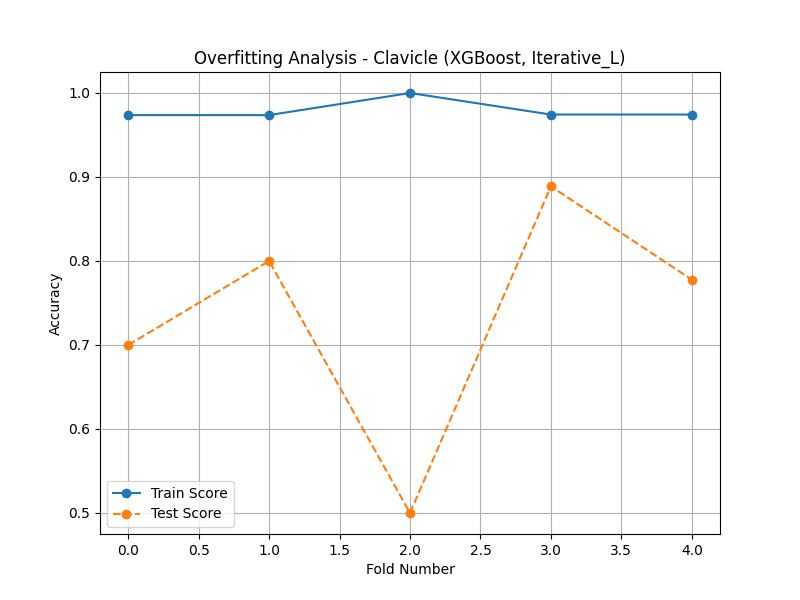 Overfitting Analysis - Clavicle (XGBoost, Iterative_L)
1.0
0.9
0.8
0.7
0.6
0.5
Accuracy
Train Score
Test Score
0.0 0.5 1.0 1.5 2.0 2.5 3.0 3.5 4.0
Fold Number